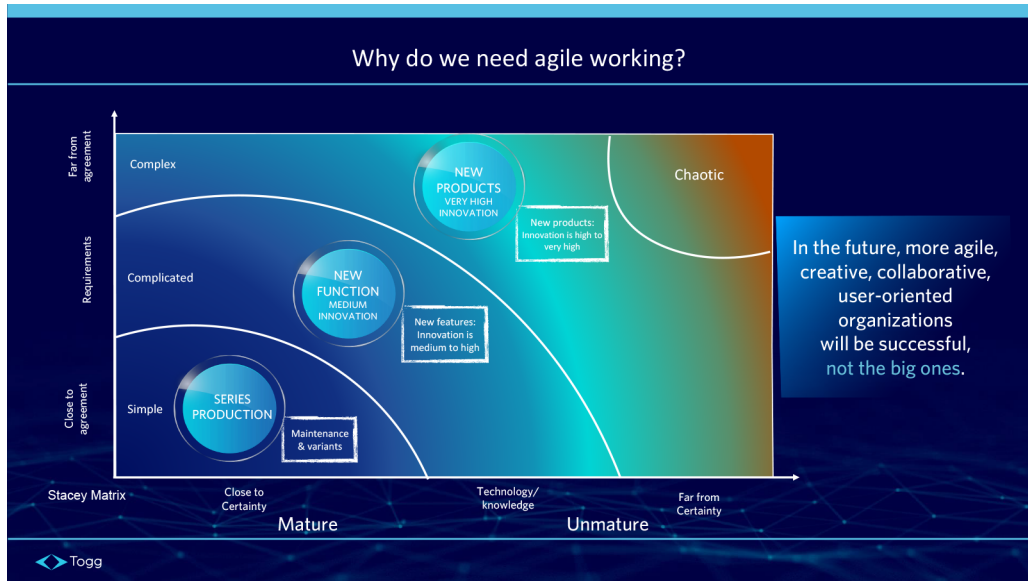 Why do we need agile working?
Far from
agreement
Requirements
Close to
agreement
Complex
NEW
PRODUCTS
VERY HIGH
INNOVATION
New products:
Innovation is high to
very high
Chaotic
Complicated
NEW
FUNCTION
MEDIUM
INNOVATION
New features:
Innovation is
medium to high
Simple
SERIES
PRODUCTION
Maintenance
& variants
In the future, more agile,
creative, collaborative,
user-oriented
organizations
will be successful,
not the big ones.
Stacey Matrix
Close to
Certainty
Technology/
knowledge
Far from
Certainty
Mature
Unmature
Togg